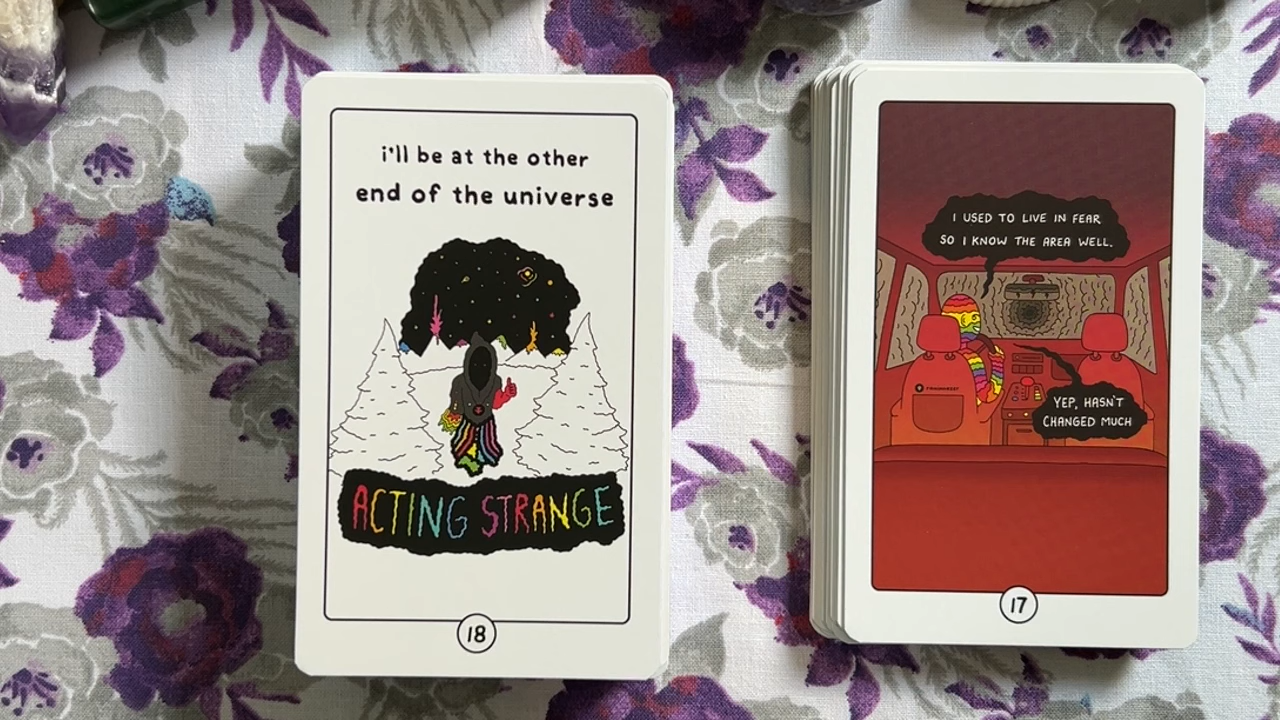 i'll be at the other
end of the universe
ACTING STRANGE
18
I USED TO LIVE IN FEAR
SO I KNOW THE AREA WELL.
YEP, HASN'T
CHANGED MUCH
17